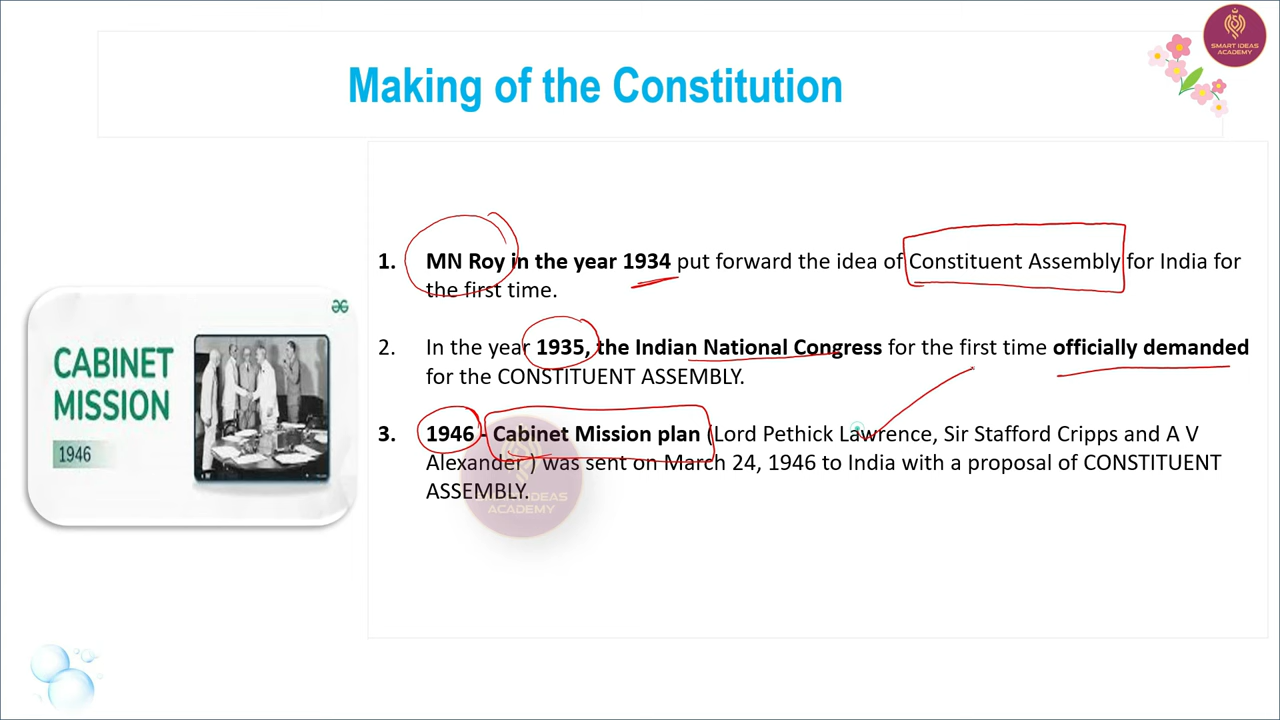 SMART IDEAS
ACADEMY
Making of the Constitution
1. MN Roy in the year 1934 put forward the idea of Constituent Assembly for India for
the first time.
2. In the year 1935, the Indian National Congress for the first time officially demanded
for the CONSTITUENT ASSEMBLY.
3. 1946 - Cabinet Mission plan (Lord Pethick Lawrence, Sir Stafford Cripps and A V
Alexander ) was sent on March 24, 1946 to India with a proposal of CONSTITUENT
ASSEMBLY.
CABINET
MISSION
1946
SMART IDEAS
ACADEMY